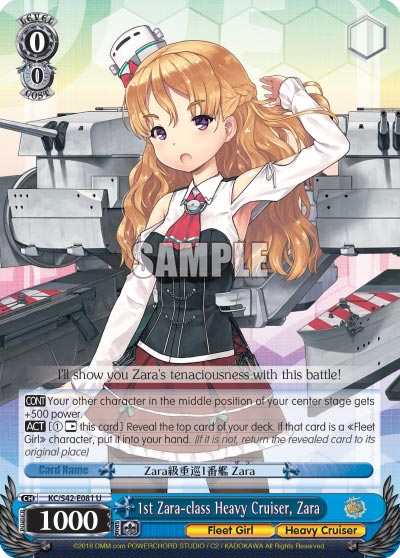 LEVEL
0
0
COST
SAMPLE
I'll show you Zara's tenaciousness with this battle!
CONT Your other character in the middle position of your center stage gets
+500 power.
ACT [① this card] Reveal the top card of your deck. If that card is a «Fleet
Girl» character, put it into your hand. (If it is not, return the revealed card to its
original place)
Card Name
Zara級重巡1番艦 Zara
CH
KC/S42-E081 U
1st Zara-class Heavy Cruiser, Zara
1000
Fleet Girl
Heavy Cruiser
©2016 DMM.com POWERCHORD STUDIO / C2 / KADOKAWA All Rights Reserved.